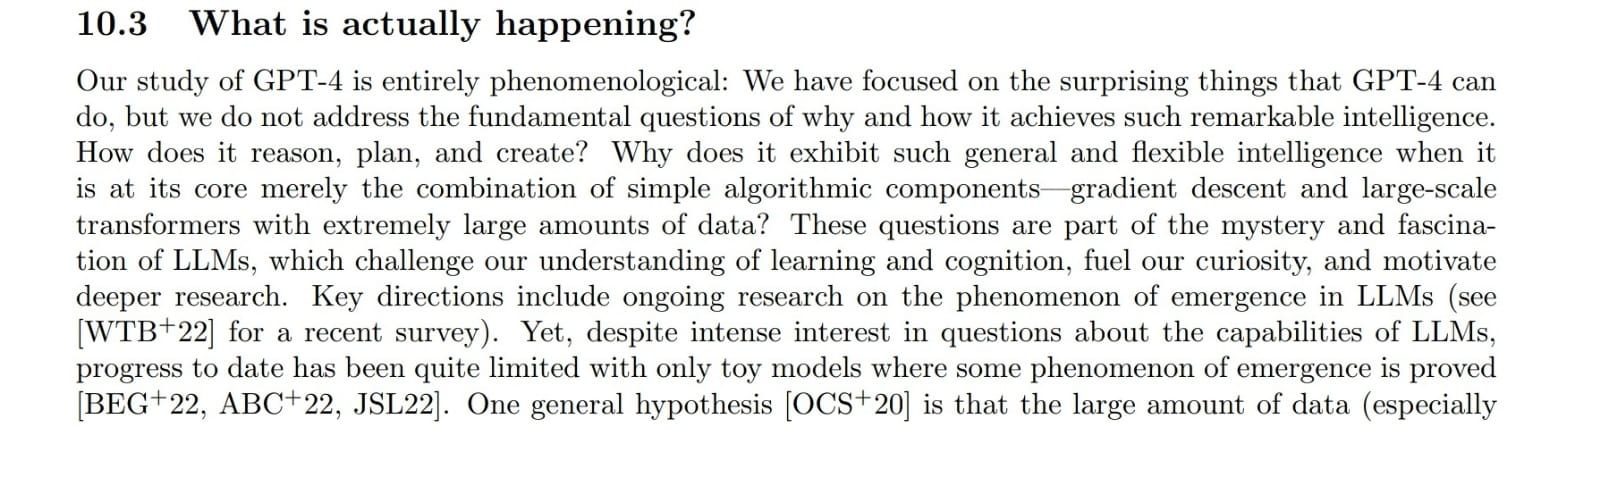 10.3 What is actually happening?
Our study of GPT-4 is entirely phenomenological: We have focused on the surprising things that GPT-4 can
do, but we do not address the fundamental questions of why and how it achieves such remarkable intelligence.
How does it reason, plan, and create? Why does it exhibit such general and flexible intelligence when it
is at its core merely the combination of simple algorithmic components—gradient descent and large-scale
transformers with extremely large amounts of data? These questions are part of the mystery and fascina-
tion of LLMs, which challenge our understanding of learning and cognition, fuel our curiosity, and motivate
deeper research. Key directions include ongoing research on the phenomenon of emergence in LLMs (see
[WTB+22] for a recent survey). Yet, despite intense interest in questions about the capabilities of LLMs,
progress to date has been quite limited with only toy models where some phenomenon of emergence is proved
[BEG+22, ABC+22, JSL22]. One general hypothesis [OCS+20] is that the large amount of data (especially